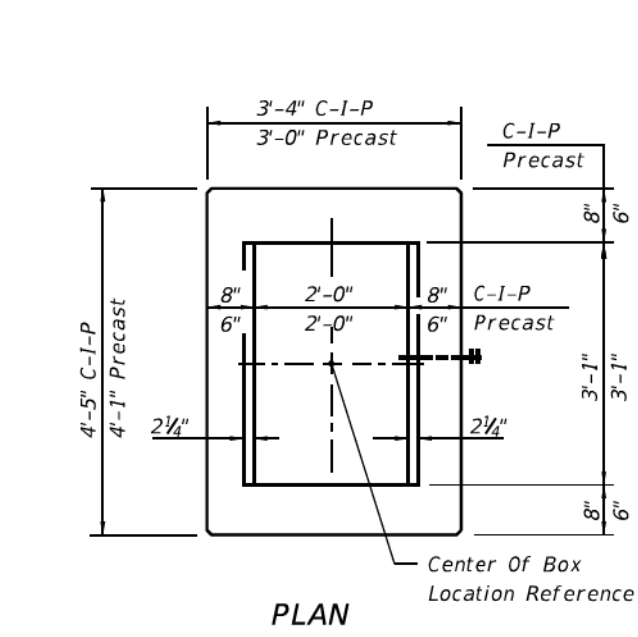 3'-4" C-I-P
3'-0" Precast
C-I-P
Precast
8"
6"
8"
2'-0"
8"
C-I-P
6"
2'-0"
6"
Precast
4'-5" C-I-P
4'-1" Precast
3'-1"
3'-1"
2¼"
2¼"
8"
6"
Center Of Box
Location Reference
PLAN